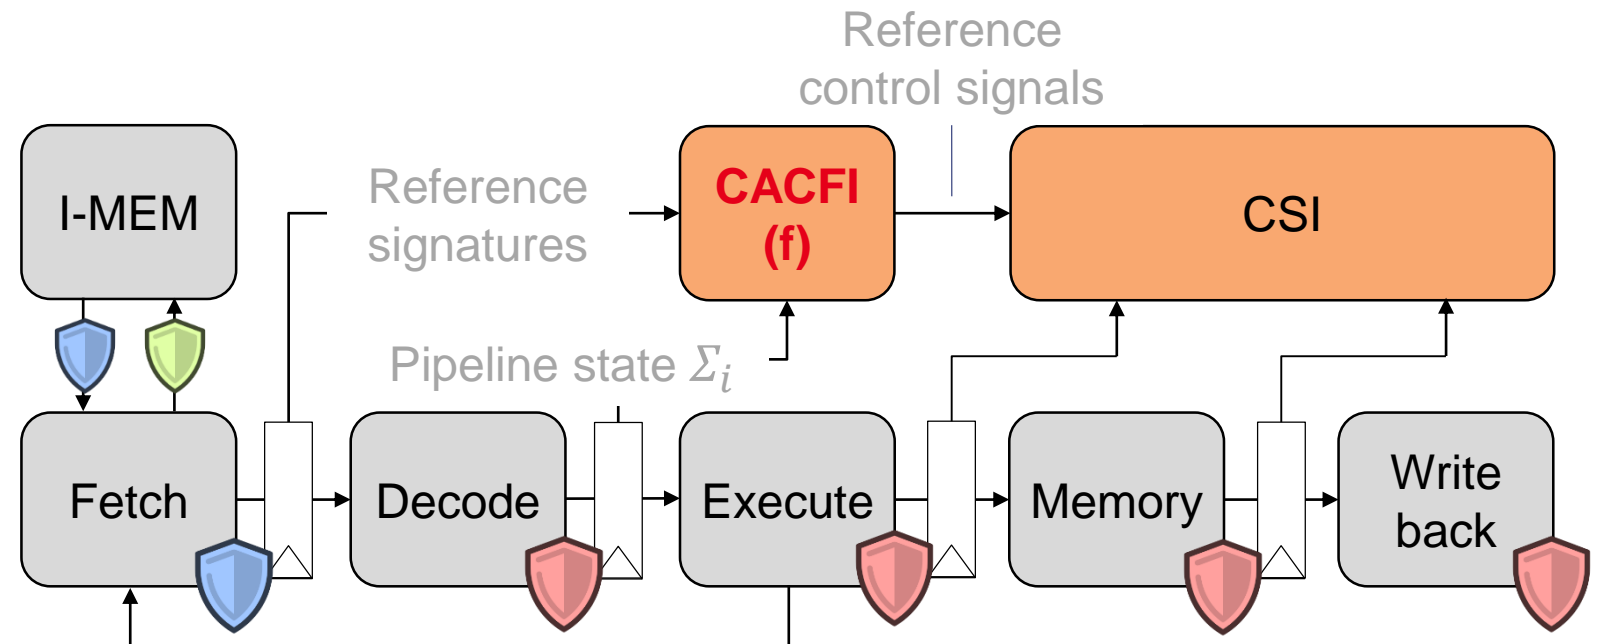 Reference
control signals
I-MEM
Reference
signatures
CACFI
(f)
CSI
Pipeline state Σᵢ
Fetch
Decode
Execute
Memory
Write
back